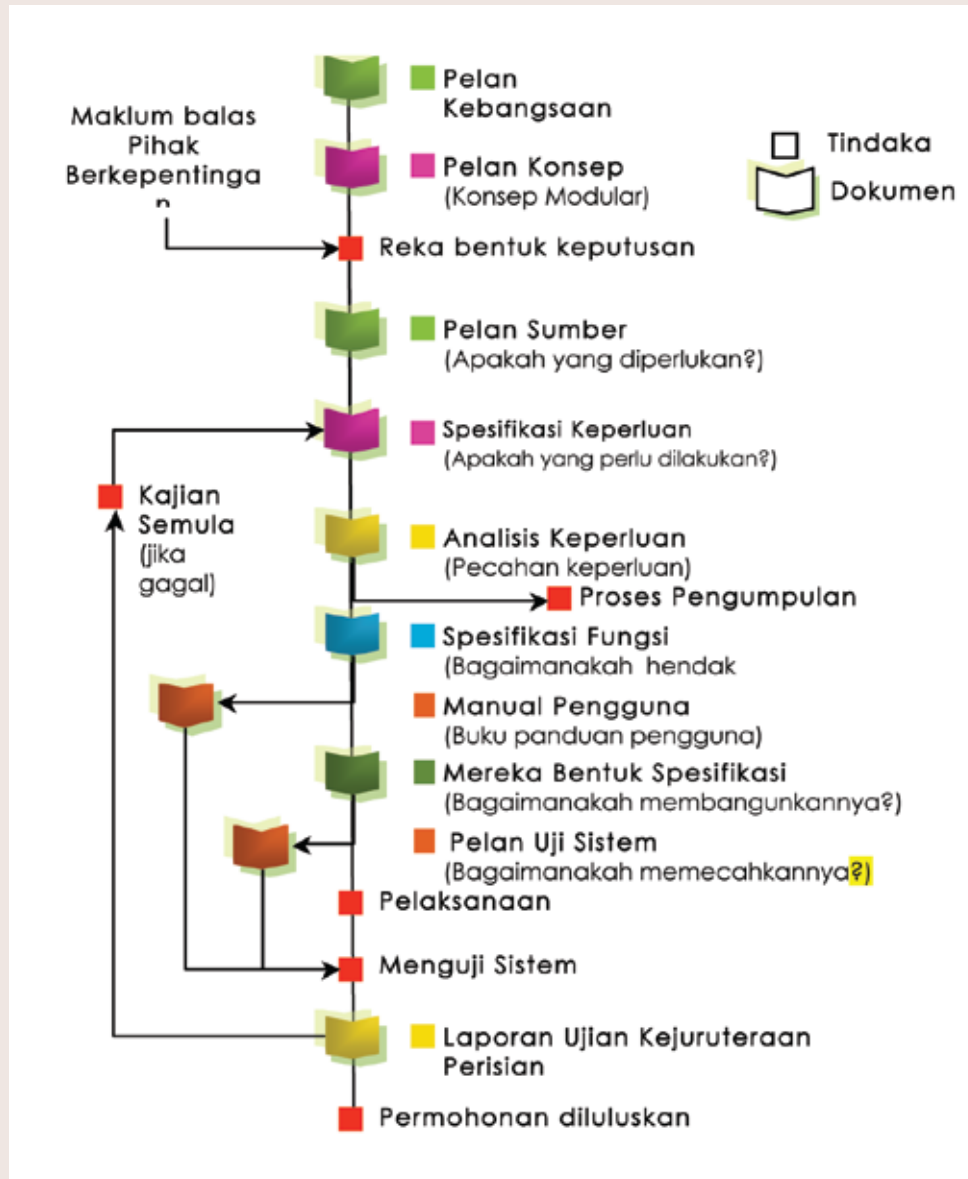 Pelan
Kebangsaan
Maklum balas
Pihak
Berkepentinga
n
Pelan Konsep
(Konsep Modular)
Tindaka
Dokumen
Reka bentuk keputusan
Pelan Sumber
(Apakah yang diperlukan?)
Spesifikasi Keperluan
(Apakah yang perlu dilakukan?)
Kajian
Semula
(jika
gagal)
Analisis Keperluan
(Pecahan keperluan)
Proses Pengumpulan
Spesifikasi Fungsi
(Bagaimanakah hendak
Manual Pengguna
(Buku panduan pengguna)
Mereka Bentuk Spesifikasi
(Bagaimanakah membangunkannya?)
Pelan Uji Sistem
(Bagaimanakah memecahkannya?)
Pelaksanaan
Menguji Sistem
Laporan Ujian Kejuruteraan
Perisian
Permohonan diluluskan